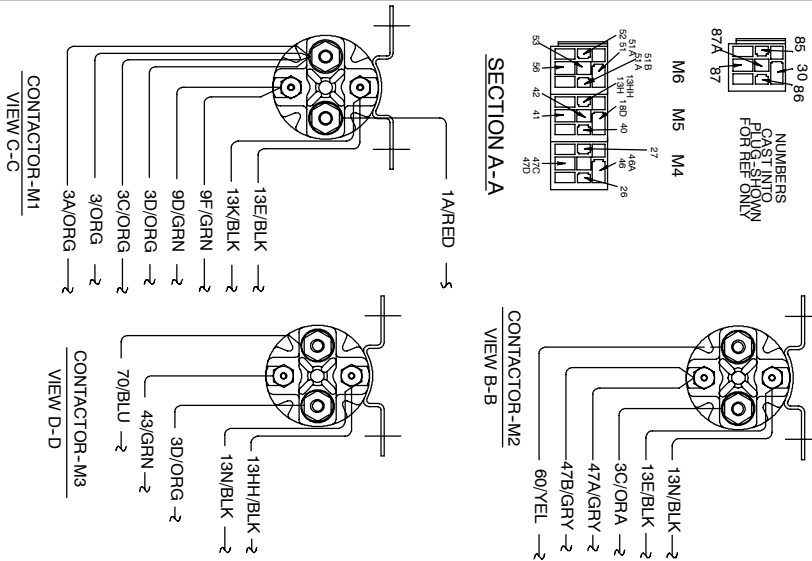 85
30
86
87A
87
NUMBERS
CAST INTO
PLUG-SHOWN
FOR REF ONLY
M6
M5
M4
53
52
51
51A
51B
51A
56
42
13HH
13H
18D
41
40
27
46A
46
47C
47D
26
SECTION A-A
1A/RED
13E/BLK
13K/BLK
9F/GRN
9D/GRN
3D/ORG
3C/ORG
3/ORG
3A/ORG
CONTACTOR-M1
VIEW C-C
13N/BLK
13E/BLK
3C/ORA
47A/GRY
47B/GRY
60/YEL
CONTACTOR-M2
VIEW B-B
13HH/BLK
13N/BLK
3D/ORG
43/GRN
70/BLU
CONTACTOR-M3
VIEW D-D